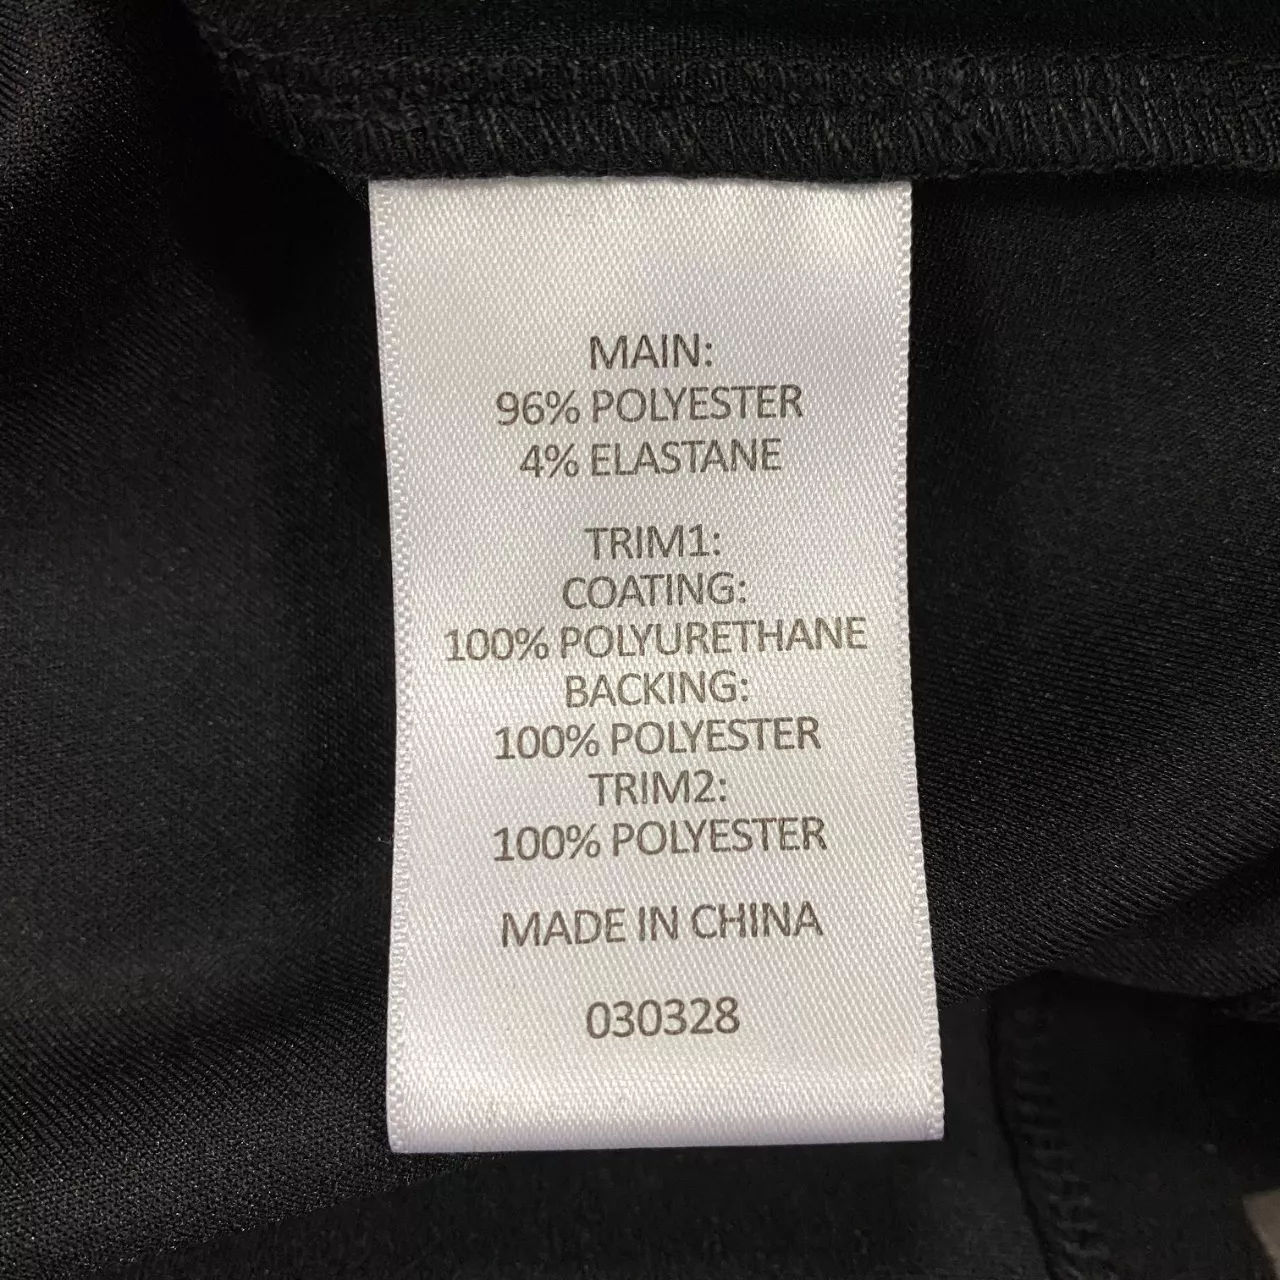 MAIN:
96% POLYESTER
4% ELASTANE
TRIM1:
COATING:
100% POLYURETHANE
BACKING:
100% POLYESTER
TRIM2:
100% POLYESTER
MADE IN CHINA
030328